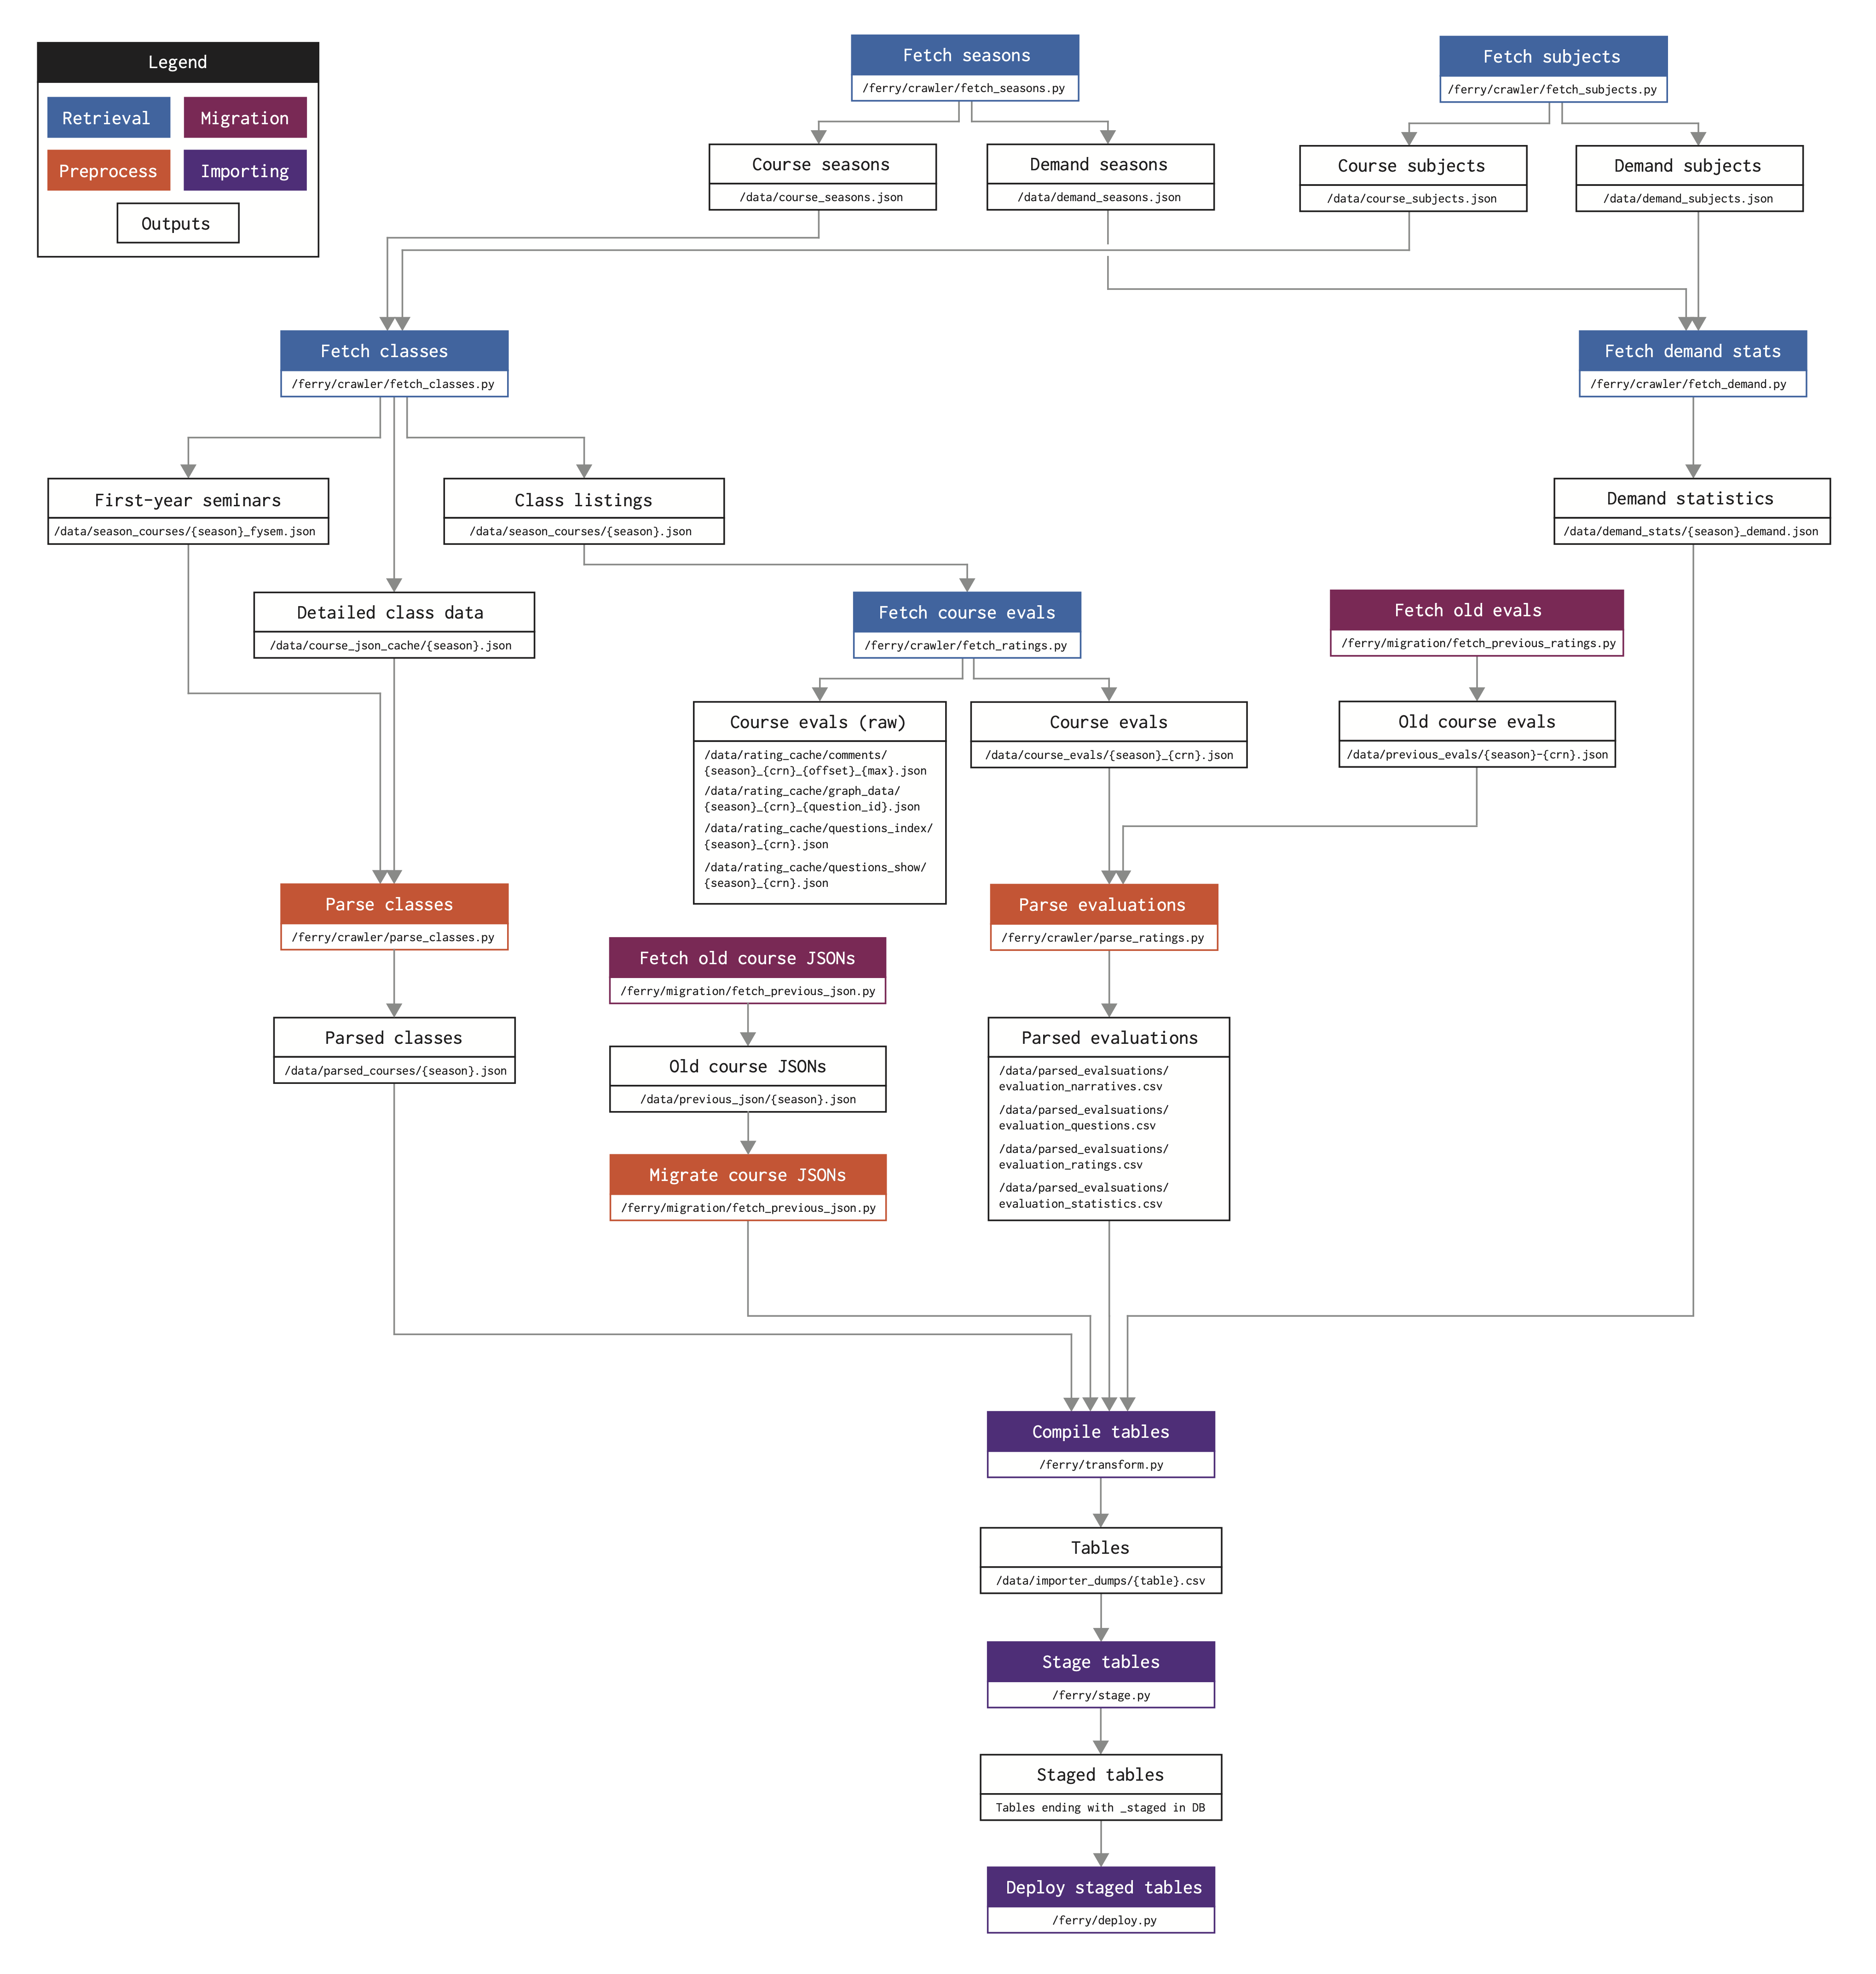 Legend
Retrieval
Migration
Preprocess
Importing
Outputs
Fetch seasons
/ferry/crawler/fetch_seasons.py
Fetch subjects
/ferry/crawler/fetch_subjects.py
Course seasons
/data/course_seasons.json
Demand seasons
/data/demand_seasons.json
Course subjects
/data/course_subjects.json
Demand subjects
/data/demand_subjects.json
Fetch classes
/ferry/crawler/fetch_classes.py
Fetch demand stats
/ferry/crawler/fetch_demand.py
First-year seminars
/data/season_courses/{season}_fysem.json
Class listings
/data/season_courses/{season}.json
Demand statistics
/data/demand_stats/{season}_demand.json
Detailed class data
/data/course_json_cache/{season}.json
Fetch course evals
/ferry/crawler/fetch_ratings.py
Fetch old evals
/ferry/migration/fetch_previous_ratings.py
Course evals (raw)
/data/rating_cache/comments/
{season}_{crn}_{offset}_{max}.json
/data/rating_cache/graph_data/
{season}_{crn}_{question_id}.json
/data/rating_cache/questions_index/
{season}_{crn}.json
/data/rating_cache/questions_show/
{season}_{crn}.json
Course evals
/data/course_evals/{season}_{crn}.json
Old course evals
/data/previous_evals/{season}-{crn}.json
Parse classes
/ferry/crawler/parse_classes.py
Parse evaluations
/ferry/crawler/parse_ratings.py
Fetch old course JSONs
/ferry/migration/fetch_previous_json.py
Parsed classes
/data/parsed_courses/{season}.json
Old course JSONs
/data/previous_json/{season}.json
Parsed evaluations
/data/parsed_evalsuations/
evaluation_narratives.csv
/data/parsed_evalsuations/
evaluation_questions.csv
/data/parsed_evalsuations/
evaluation_ratings.csv
/data/parsed_evalsuations/
evaluation_statistics.csv
Migrate course JSONs
/ferry/migration/fetch_previous_json.py
Compile tables
/ferry/transform.py
Tables
/data/importer_dumps/{table}.csv
Stage tables
/ferry/stage.py
Staged tables
Tables ending with _staged in DB
Deploy staged tables
/ferry/deploy.py